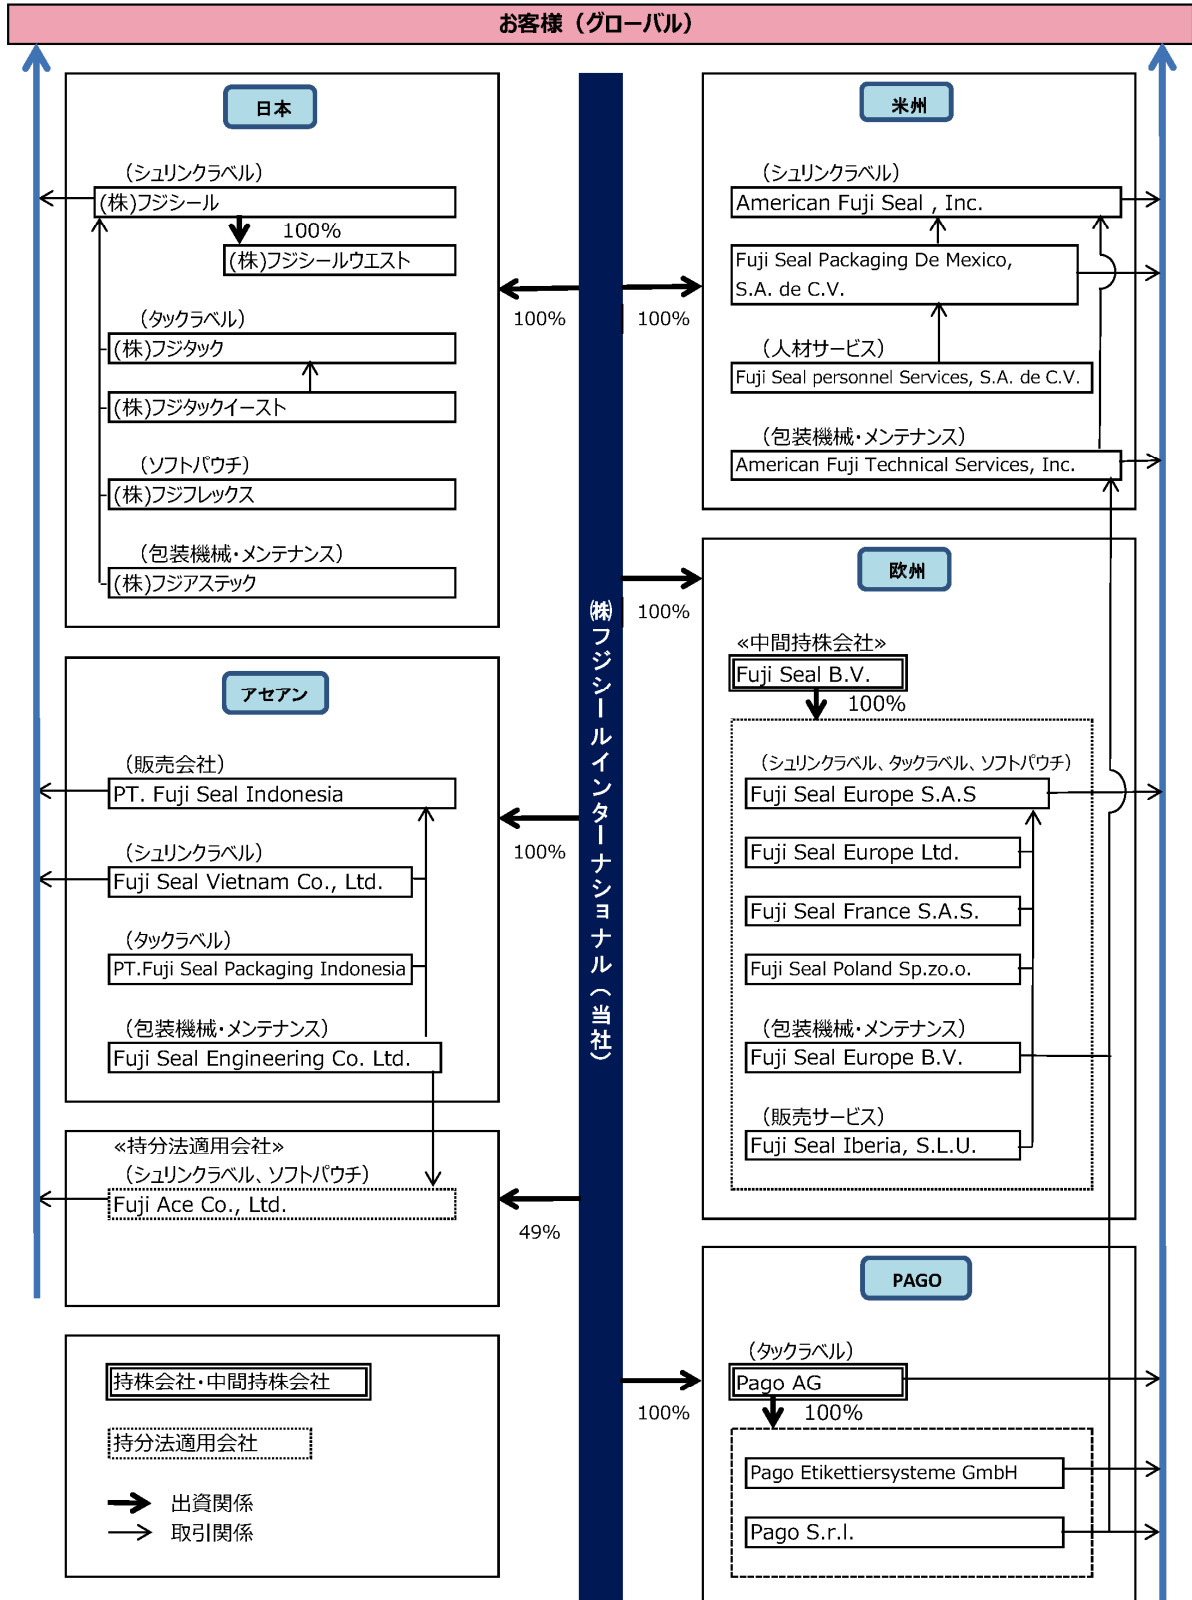 お客様（グローバル）
日本
（シュリンクラベル）
(株)フジシール
100%
(株)フジシールウエスト
（タックラベル）
(株)フジタック
(株)フジタックイースト
（ソフトパウチ）
(株)フジフレックス
（包装機械・メンテナンス）
(株)フジアステック
100%
アセアン
（販売会社）
PT. Fuji Seal Indonesia
（シュリンクラベル）
Fuji Seal Vietnam Co., Ltd.
（タックラベル）
PT.Fuji Seal Packaging Indonesia
（包装機械・メンテナンス）
Fuji Seal Engineering Co. Ltd.
100%
≪持分法適用会社≫
（シュリンクラベル、ソフトパウチ）
Fuji Ace Co., Ltd.
49%
持株会社・中間持株会社
持分法適用会社
出資関係
取引関係
㈱フジシールインターナショナル（当社）
米州
（シュリンクラベル）
American Fuji Seal , Inc.
Fuji Seal Packaging De Mexico,
S.A. de C.V.
（人材サービス）
Fuji Seal personnel Services, S.A. de C.V.
（包装機械・メンテナンス）
American Fuji Technical Services, Inc.
100%
欧州
≪中間持株会社≫
Fuji Seal B.V.
100%
（シュリンクラベル、タックラベル、ソフトパウチ）
Fuji Seal Europe S.A.S
Fuji Seal Europe Ltd.
Fuji Seal France S.A.S.
Fuji Seal Poland Sp.zo.o.
（包装機械・メンテナンス）
Fuji Seal Europe B.V.
（販売サービス）
Fuji Seal Iberia, S.L.U.
100%
PAGO
（タックラベル）
Pago AG
100%
Pago Etikettiersysteme GmbH
Pago S.r.l.
100%